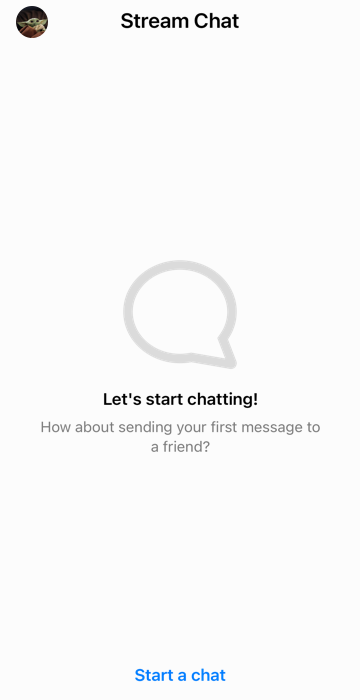 Stream Chat
Let's start chatting!
How about sending your first message to
a friend?
Start a chat